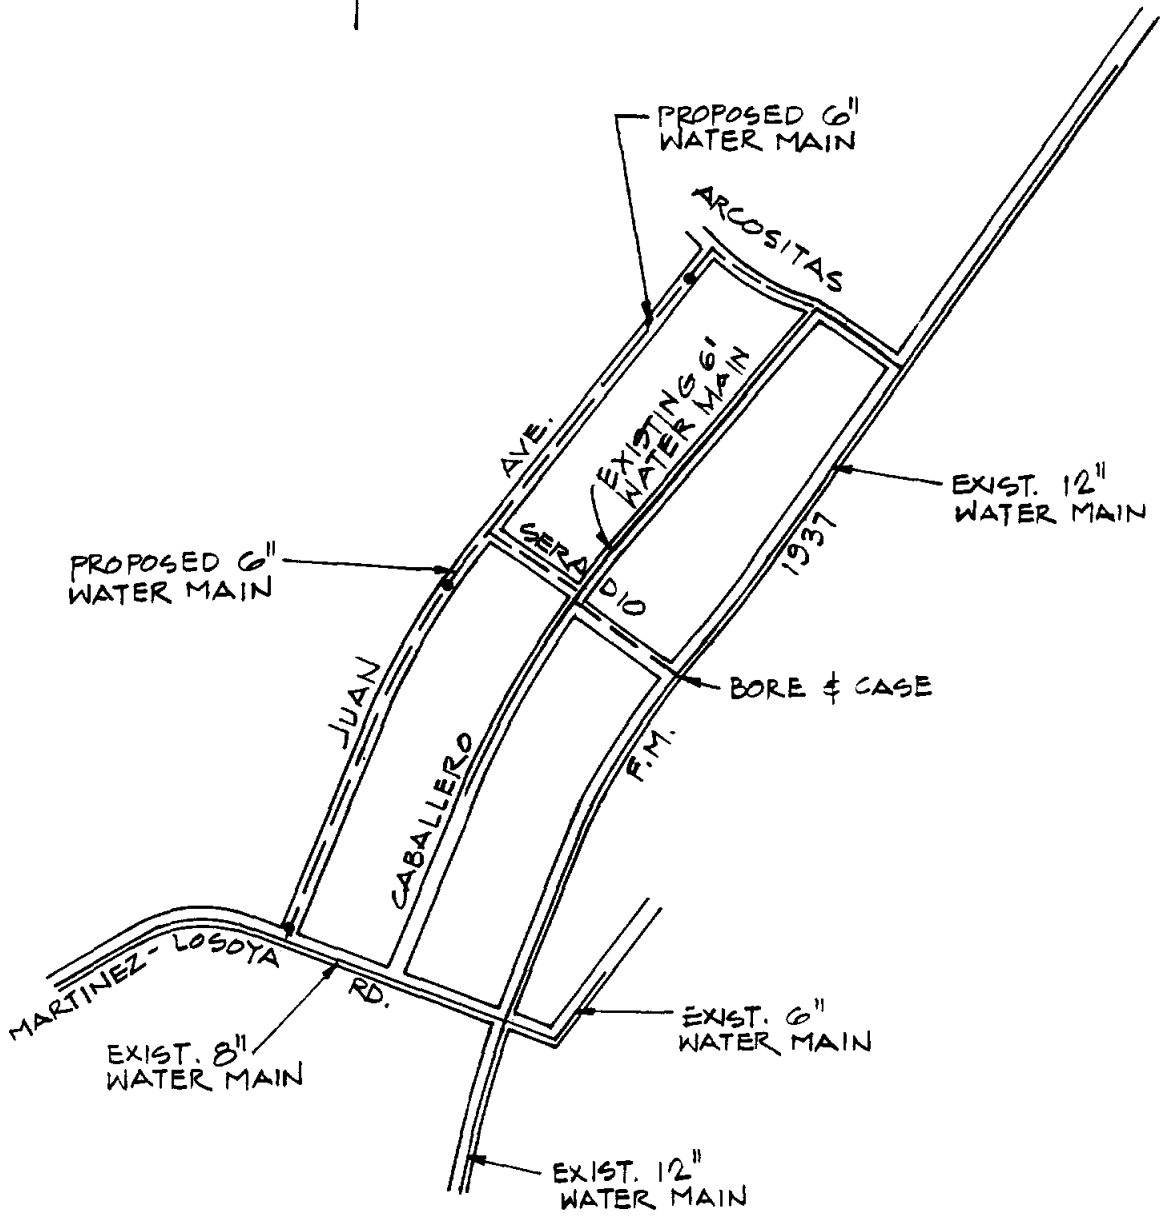 PROPOSED 6"
WATER MAIN
ARCOSITAS
EXISTING 6'
WATER MAIN
AVE.
EXIST. 12"
WATER MAIN
1937
SERADIO
PROPOSED 6"
WATER MAIN
BORE & CASE
JUAN
F.M.
CABALLERO
MARTINEZ-LOSOYA
RD.
EXIST. 6"
WATER MAIN
EXIST. 8"
WATER MAIN
EXIST. 12"
WATER MAIN